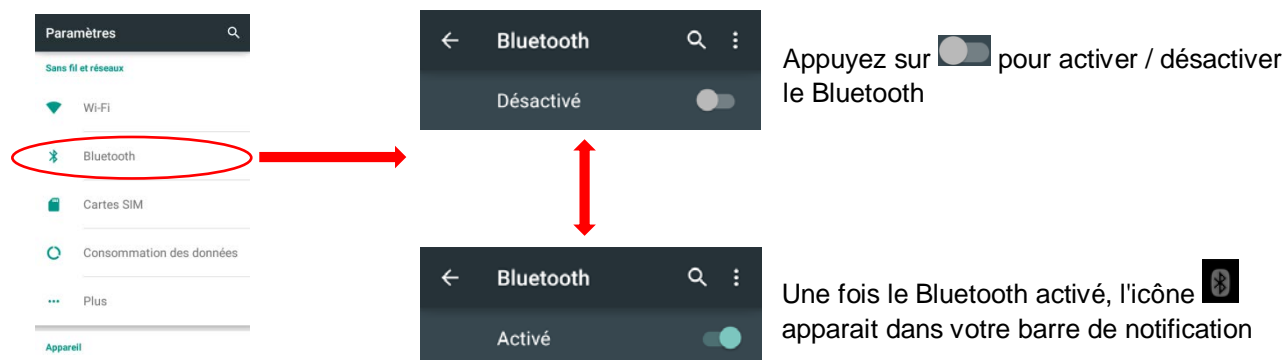 Paramètres
Sans fil et réseaux
Wi-Fi
Bluetooth
Cartes SIM
Consommation des données
Plus
Appareil
Bluetooth
Désactivé
Appuyez sur pour activer / désactiver
le Bluetooth
Bluetooth
Activé
Une fois le Bluetooth activé, l'icône
apparait dans votre barre de notification